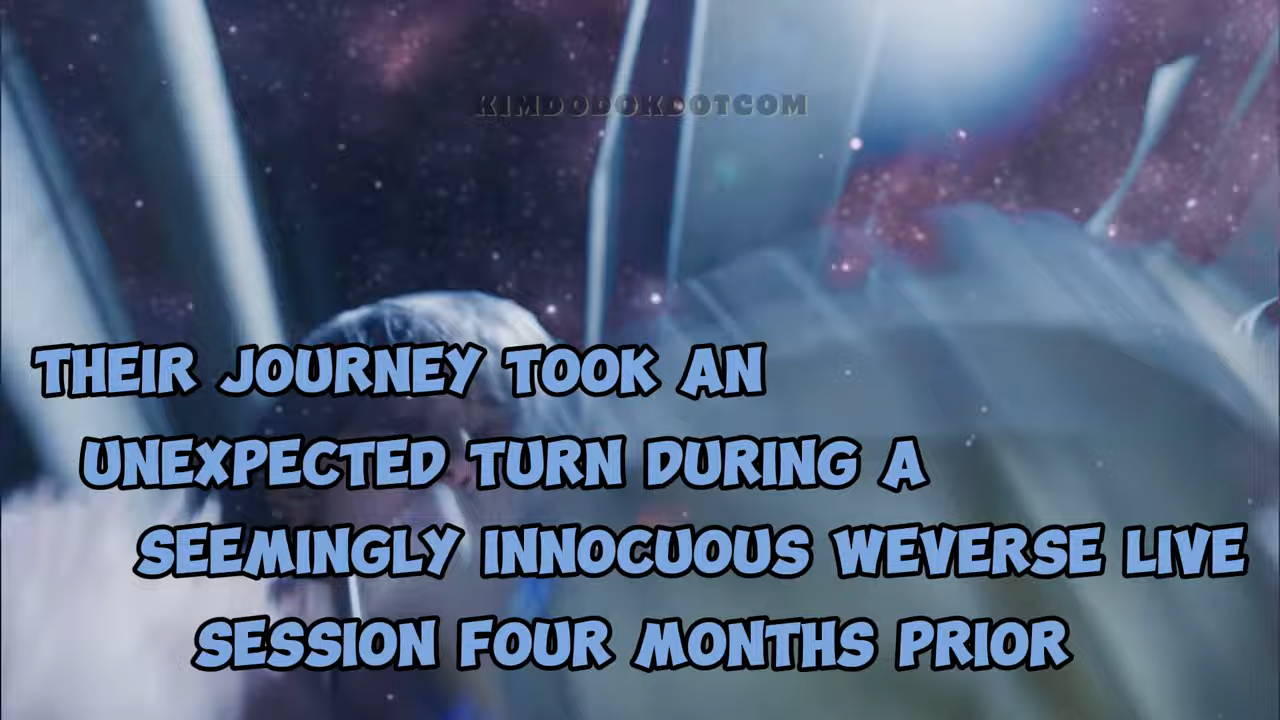 KIMDODOKDOTCOM
THEIR JOURNEY TOOK AN
UNEXPECTED TURN DURING A
SEEMINGLY INNOCUOUS WEVERSE LIVE
SESSION FOUR MONTHS PRIOR